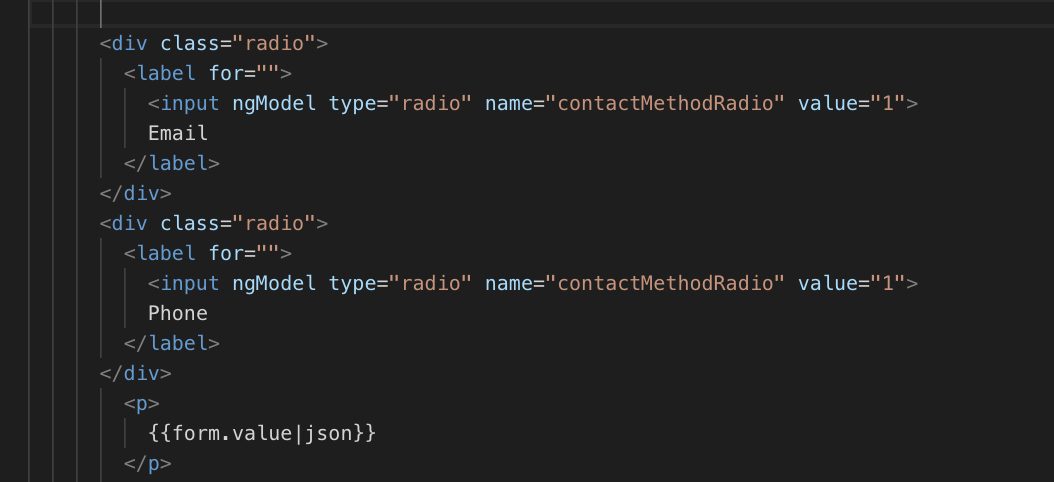 <div class="radio">
<label for="">
<input ngModel type="radio" name="contactMethodRadio" value="1">
Email
</label>
</div>
<div class="radio">
<label for="">
<input ngModel type="radio" name="contactMethodRadio" value="1">
Phone
</label>
</div>
<p>
{{form.value|json}}
</p>